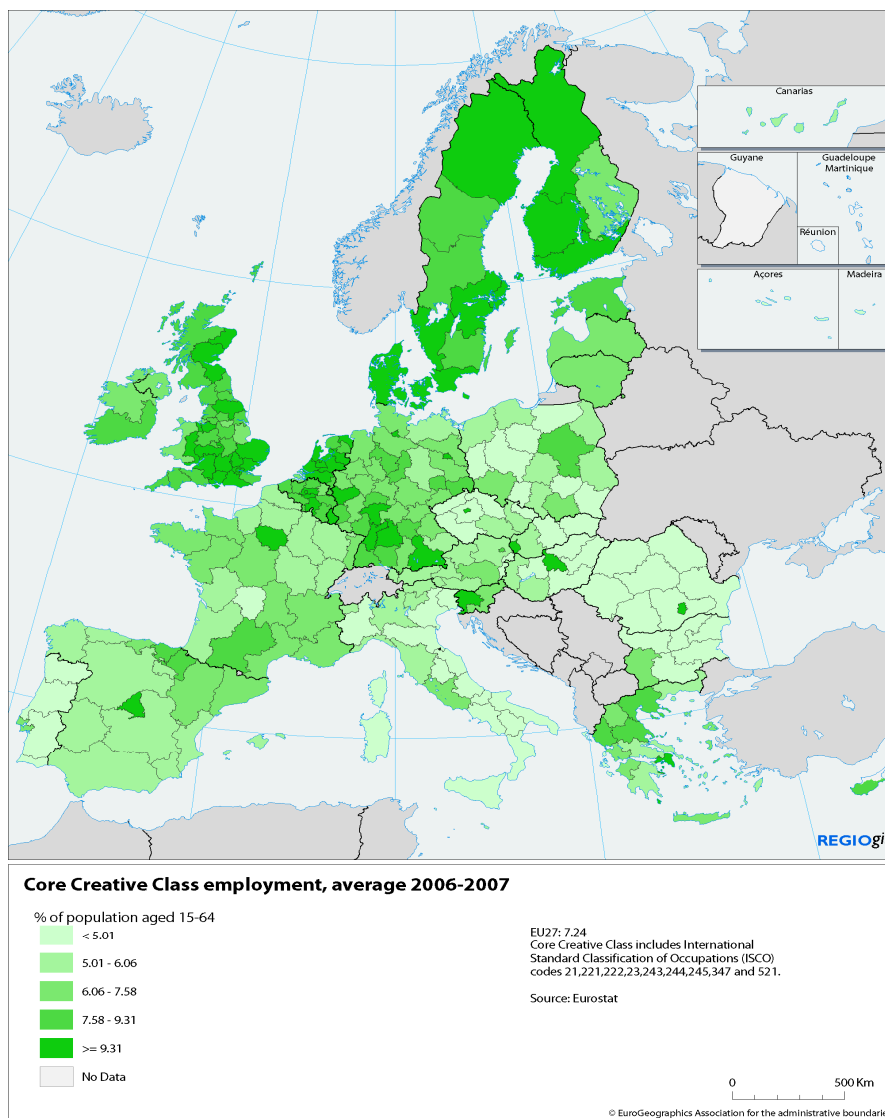 Canarias
Guyane
Guadeloupe
Martinique
Réunion
Açores
Madeira
REGIOgi
Core Creative Class employment, average 2006-2007
% of population aged 15-64
< 5.01
5.01 - 6.06
6.06 - 7.58
7.58 - 9.31
>= 9.31
No Data
EU27: 7.24
Core Creative Class includes International
Standard Classification of Occupations (ISCO)
codes 21,221,222,23,243,244,245,347 and 521.
Source: Eurostat
0 500 Km
© EuroGeographics Association for the administrative boundarie